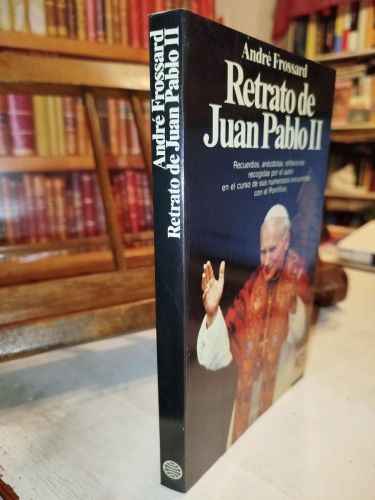 André Frossard
Retrato de Juan Pablo II
André Frossard
Retrato de
Juan Pablo II
Recuerdos, anécdotas, reflexiones
recogidas por el autor
en el curso de sus numerosos encuentros
con el Pontífice